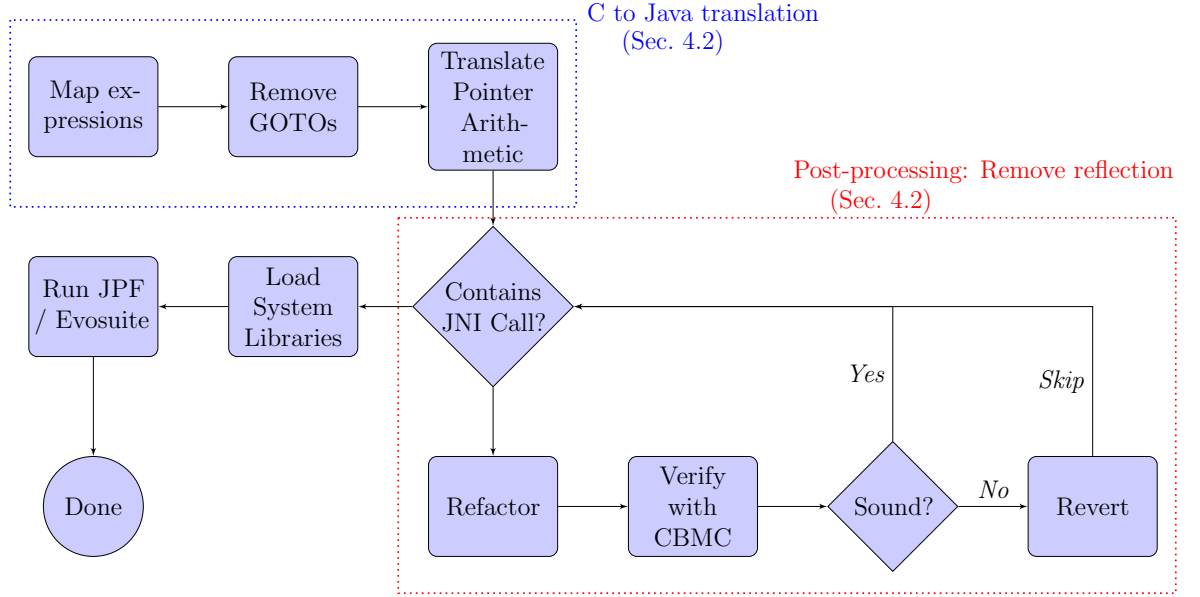 C to Java translation
(Sec. 4.2)
Map ex-
pressions
Remove
GOTOs
Translate
Pointer
Arith-
metic
Post-processing: Remove reflection
(Sec. 4.2)
Run JPF
/ Evosuite
Load
System
Libraries
Contains
JNI Call?
Yes
Skip
Done
Refactor
Verify
with
CBMC
Sound?
No
Revert